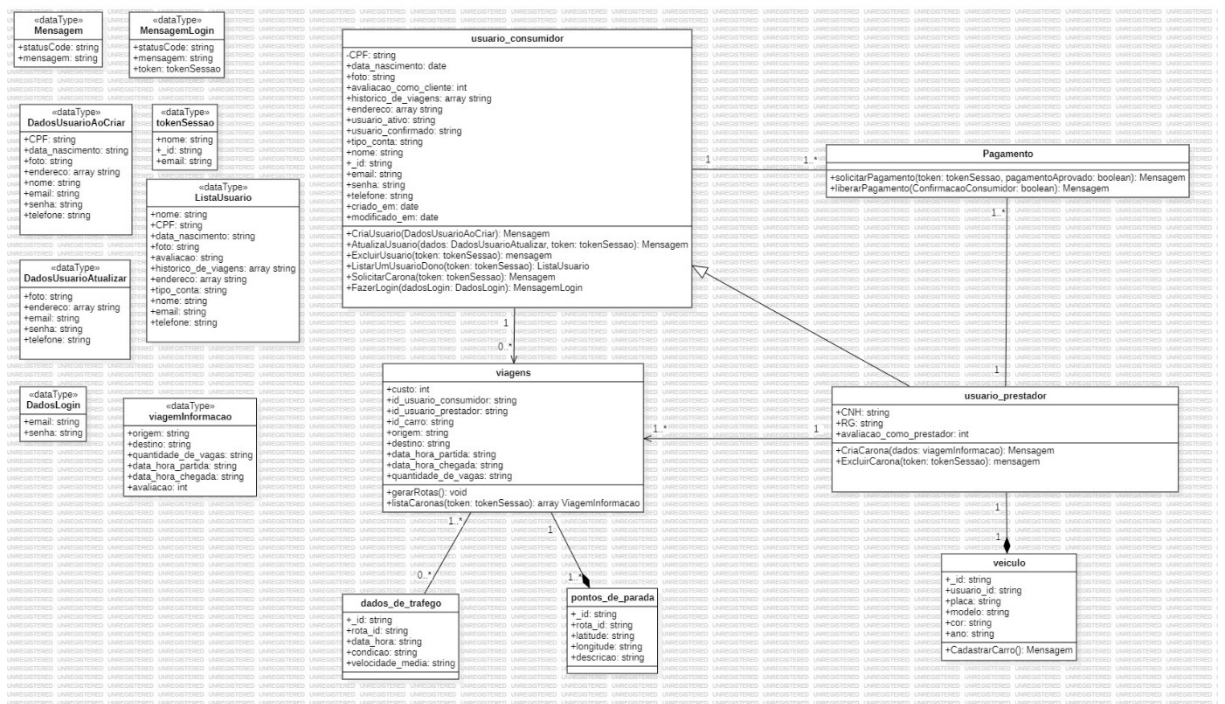 «dataType»
Mensagem
+statusCode: string
+mensagem: string
«dataType»
MensagemLogin
+statusCode: string
+mensagem: string
+token: tokenSessao
«dataType»
DadosUsuarioAoCriar
+CPF: string
+data_nascimento: string
+foto: string
+endereco: array string
+nome: string
+email: string
+senha: string
+telefone: string
«dataType»
tokenSessao
+nome: string
+_id: string
+email: string
«dataType»
ListaUsuario
+nome: string
+CPF: string
+data_nascimento: string
+foto: string
+avaliacao: string
+historico_de_viagens: array string
+endereco: array string
+tipo_conta: string
+nome: string
+email: string
+telefone: string
«dataType»
DadosUsuarioAtualizar
+foto: string
+endereco: array string
+email: string
+senha: string
+telefone: string
«dataType»
DadosLogin
+email: string
+senha: string
«dataType»
viagemInformacao
+origem: string
+destino: string
+quantidade_de_vagas: string
+data_hora_partida: string
+data_hora_chegada: string
+avaliacao: int
usuario_consumidor
-CPF: string
+data_nascimento: date
+foto: string
+avaliacao_como_cliente: int
+historico_de_viagens: array string
+endereco: array string
+usuario_ativo: string
+usuario_confirmado: string
+tipo_conta: string
+nome: string
+_id: string
+email: string
+senha: string
+telefone: string
+criado_em: date
+modificado_em: date
+CriaUsuario(DadosUsuarioAoCriar): Mensagem
+AtualizaUsuario(dados: DadosUsuarioAtualizar, token: tokenSessao): Mensagem
+ExcluirUsuario(token: tokenSessao): mensagem
+ListarUmUsuarioDono(token: tokenSessao): ListaUsuario
+SolicitarCarona(token: tokenSessao): Mensagem
+FazerLogin(dadosLogin: DadosLogin): MensagemLogin
1
1..*
Pagamento
+solicitarPagamento(token: tokenSessao, pagamentoAprovado: boolean): Mensagem
+liberarPagamento(ConfirmacaoConsumidor: boolean): Mensagem
1..*
1
1
0..*
viagens
+custo: int
+id_usuario_consumidor: string
+id_usuario_prestador: string
+id_carro: string
+origem: string
+destino: string
+data_hora_partida: string
+data_hora_chegada: string
+quantidade_de_vagas: string
+gerarRotas(): void
+listaCaronas(token: tokenSessao): array ViagemInformacao
1..*
1
usuario_prestador
+CNH: string
+RG: string
+avaliacao_como_prestador: int
+CriaCarona(dados: viagemInformacao): Mensagem
+ExcluirCarona(token: tokenSessao): mensagem
1..*
0..*
1
1..*
1
1
dados_de_trafego
+_id: string
+rota_id: string
+data_hora: string
+condicao: string
+velocidade_media: string
pontos_de_parada
+_id: string
+rota_id: string
+latitude: string
+longitude: string
+descricao: string
veiculo
+_id: string
+usuario_id: string
+placa: string
+modelo: string
+cor: string
+ano: string
+CadastrarCarro(): Mensagem
UNREGISTERED